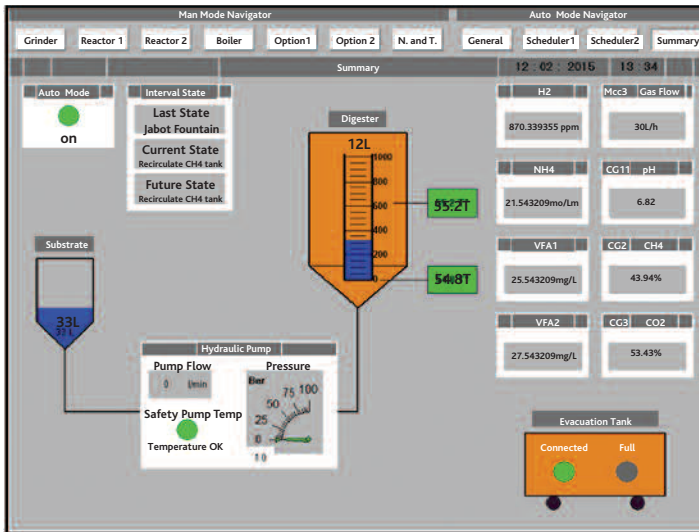 Man Mode Navigator
Auto Mode Navigator
Grinder Reactor 1 Reactor 2 Boiler Option1 Option 2 N. and T. General Scheduler1 Scheduler2 Summary
Summary
12 : 02 : 2015 13 : 34
Auto Mode
on
Interval State
Last State
Jabot Fountain
Current State
Recirculate CH4 tank
Future State
Recirculate CH4 tank
Digester
12L
1000
800
600
400
200
0
55.2T
54.8T
Substrate
33L
Hydraulic Pump
Pump Flow
0 l/min
Safety Pump Temp
Temperature OK
Pressure
Bar
0
25
50
75
100
H2
870.339355 ppm
Mcc3 Gas Flow
30L/h
NH4
21.543209mo/Lm
CG11 pH
6.82
VFA1
25.543209mg/L
CG2 CH4
43.94%
VFA2
27.543209mg/L
CG3 CO2
53.43%
Evacuation Tank
Connected
Full